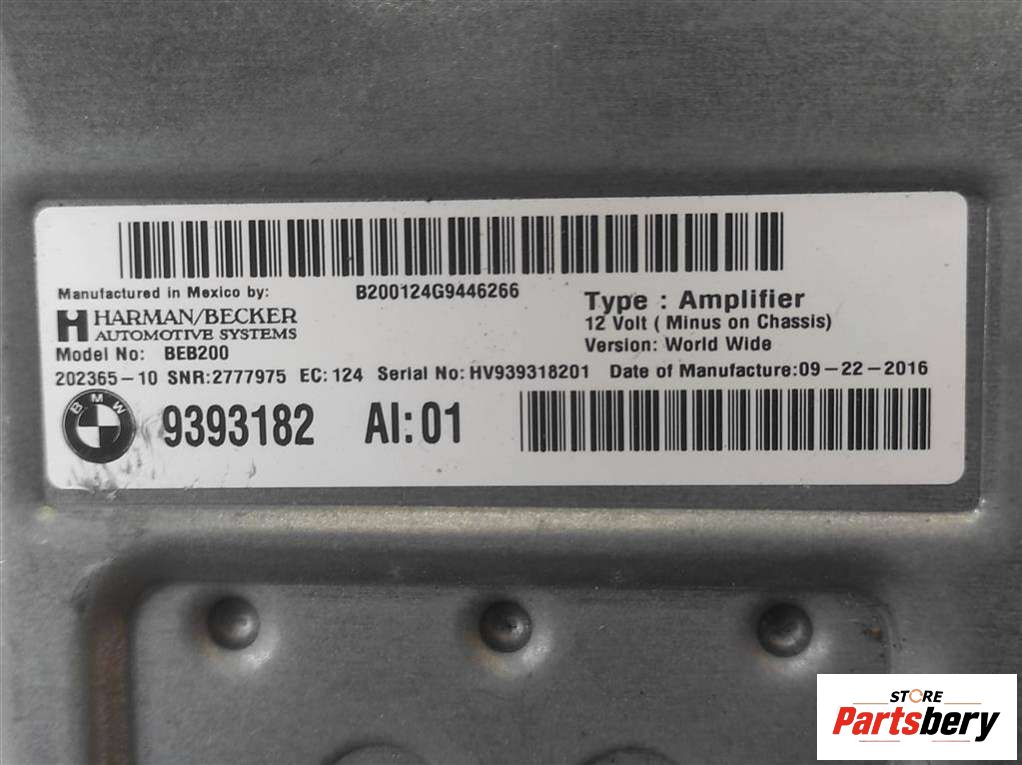 Manufactured in Mexico by:
B200124G9446266
HARMAN/BECKER
AUTOMOTIVE SYSTEMS
Type : Amplifier
12 Volt ( Minus on Chassis)
Version: World Wide
Model No: BEB200
202365-10 SNR:2777975 EC:124 Serial No:HV939318201 Date of Manufacture:09-22-2016
BMW
9393182 AI:01
STORE
Partsbery